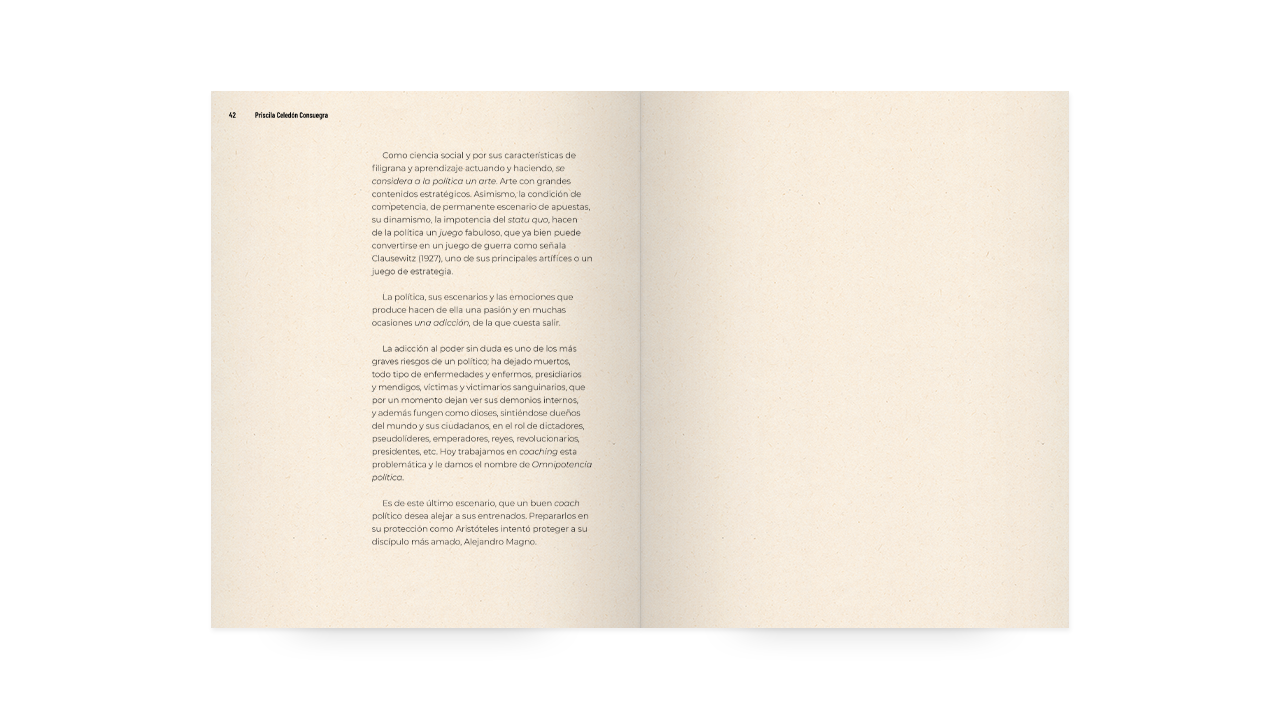 42 Priscila Celedón Consuegra
Como ciencia social y por sus características de
filigrana y aprendizaje actuando y haciendo, se
considera a la política un arte. Arte con grandes
contenidos estratégicos. Asimismo, la condición de
competencia, de permanente escenario de apuestas,
su dinamismo, la impotencia del statu quo, hacen
de la política un juego fabuloso, que ya bien puede
convertirse en un juego de guerra como señala
Clausewitz (1927), uno de sus principales artífices o un
juego de estrategia.
La política, sus escenarios y las emociones que
produce hacen de ella una pasión y en muchas
ocasiones una adicción, de la que cuesta salir.
La adicción al poder sin duda es uno de los más
graves riesgos de un político; ha dejado muertos,
todo tipo de enfermedades y enfermos, presidiarios
y mendigos, víctimas y victimarios sanguinarios, que
por un momento dejan ver sus demonios internos,
y además fungen como dioses, sintiéndose dueños
del mundo y sus ciudadanos, en el rol de dictadores,
pseudolíderes, emperadores, reyes, revolucionarios,
presidentes, etc. Hoy trabajamos en coaching esta
problemática y le damos el nombre de Omnipotencia
política.
Es de este último escenario, que un buen coach
político desea alejar a sus entrenados. Prepararlos en
su protección como Aristóteles intentó proteger a su
discípulo más amado, Alejandro Magno.